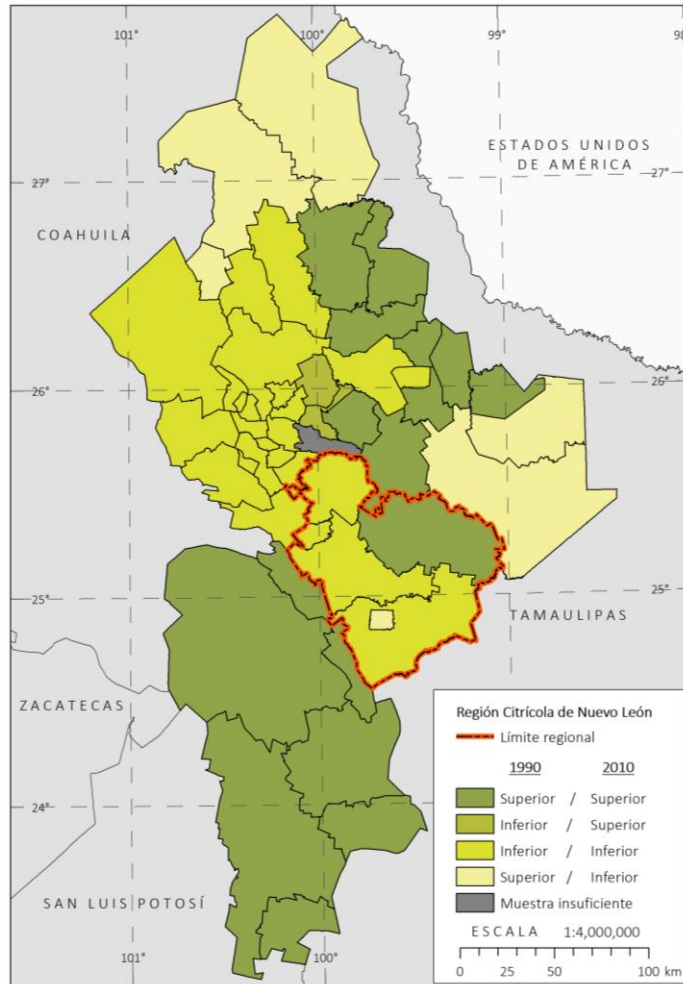 101°
100°
99°
98
ESTADOS UNIDOS
DE AMÉRICA
27°
27°
COAHUILA
26°
26°
25°
25°
TAMAULIPAS
ZACATECAS
24°
SAN LUIS POTOSÍ
101°
100°
Región Citrícola de Nuevo León
Límite regional
1990 2010
Superior / Superior
Inferior / Superior
Inferior / Inferior
Superior / Inferior
Muestra insuficiente
ESCALA 1:4,000,000
0 25 50 100 km